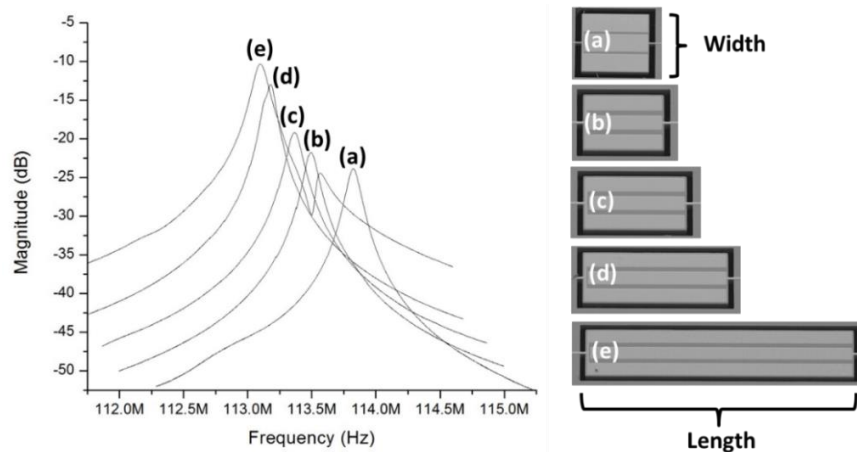 -5
-10
-15
-20
-25
-30
-35
-40
-45
-50
Magnitude (dB)
(e)
(d)
(c)
(b)
(a)
112.0M 112.5M 113.0M 113.5M 114.0M 114.5M 115.0M
Frequency (Hz)
(a)
Width
(b)
(c)
(d)
(e)
Length